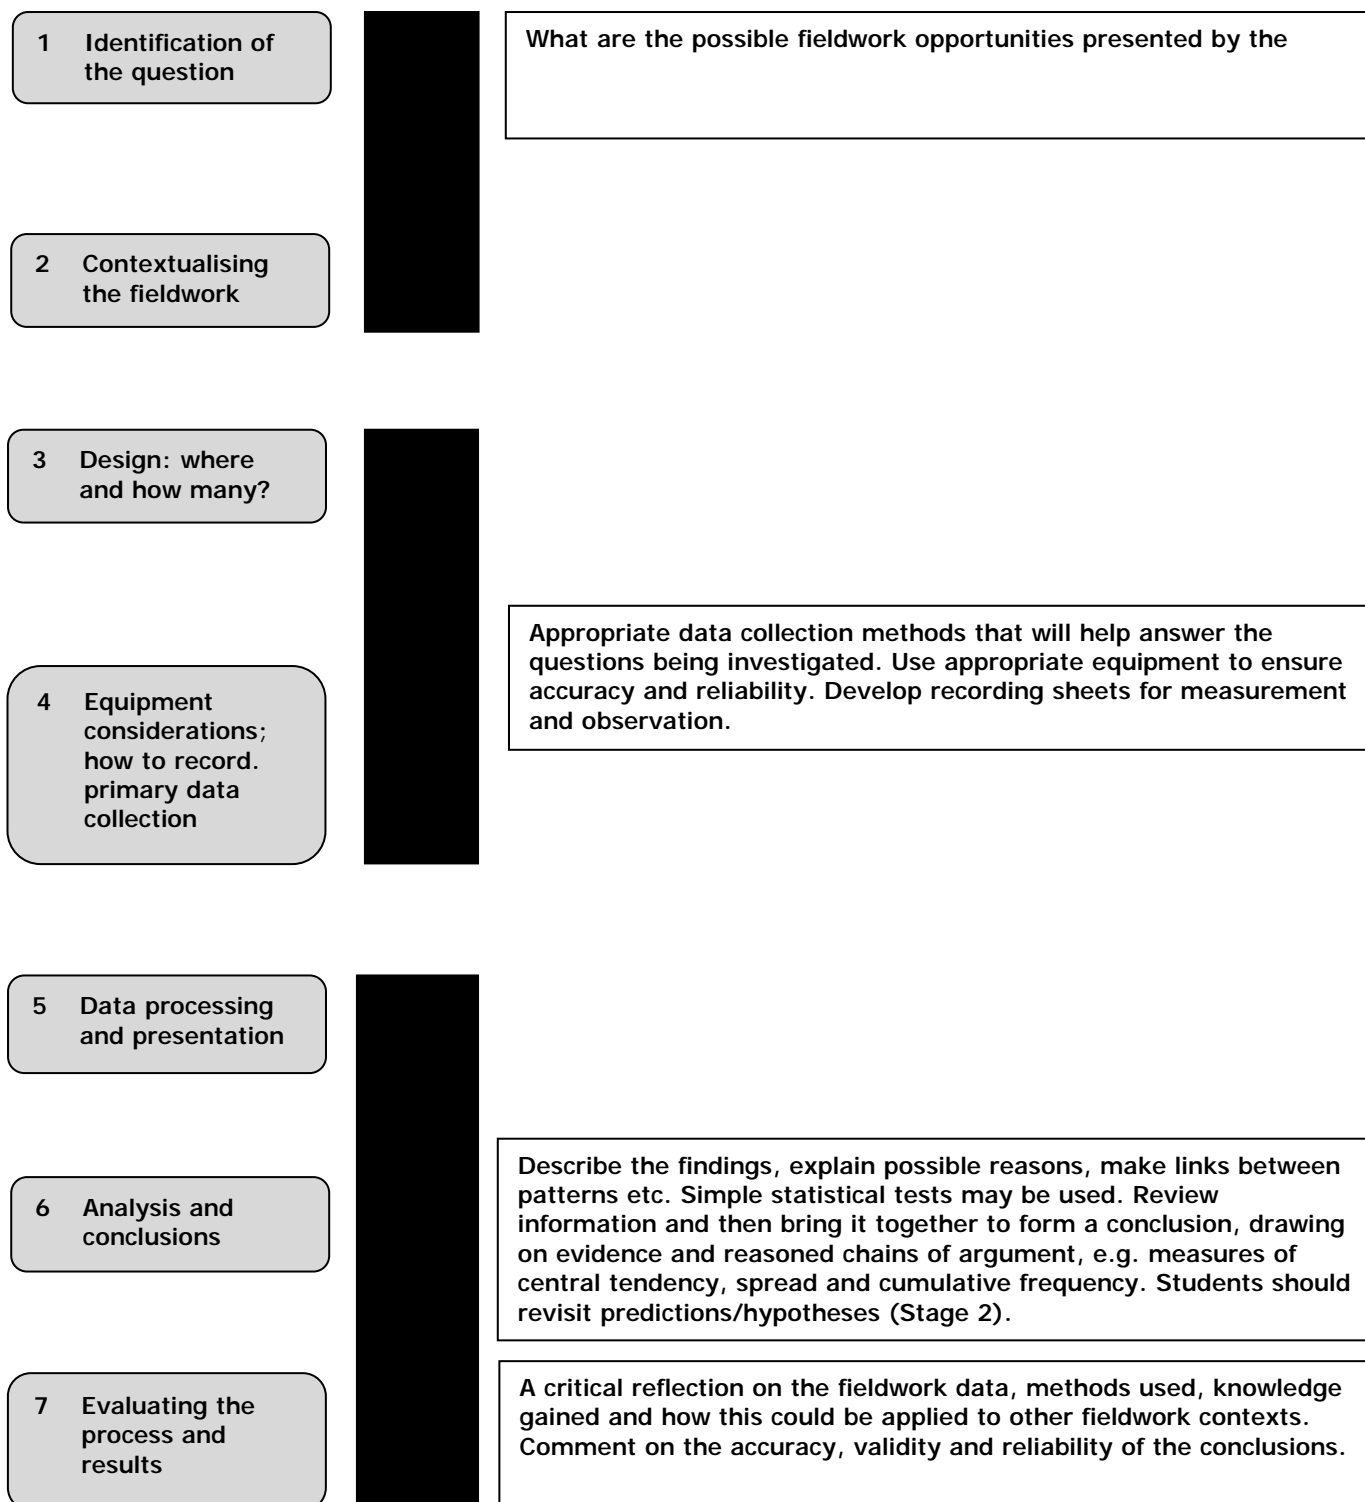 1 Identification of
the question
What are the possible fieldwork opportunities presented by the
2 Contextualising
the fieldwork
3 Design: where
and how many?
4 Equipment
considerations;
how to record.
primary data
collection
Appropriate data collection methods that will help answer the
questions being investigated. Use appropriate equipment to ensure
accuracy and reliability. Develop recording sheets for measurement
and observation.
5 Data processing
and presentation
6 Analysis and
conclusions
Describe the findings, explain possible reasons, make links between
patterns etc. Simple statistical tests may be used. Review
information and then bring it together to form a conclusion, drawing
on evidence and reasoned chains of argument, e.g. measures of
central tendency, spread and cumulative frequency. Students should
revisit predictions/hypotheses (Stage 2).
7 Evaluating the
process and
results
A critical reflection on the fieldwork data, methods used, knowledge
gained and how this could be applied to other fieldwork contexts.
Comment on the accuracy, validity and reliability of the conclusions.